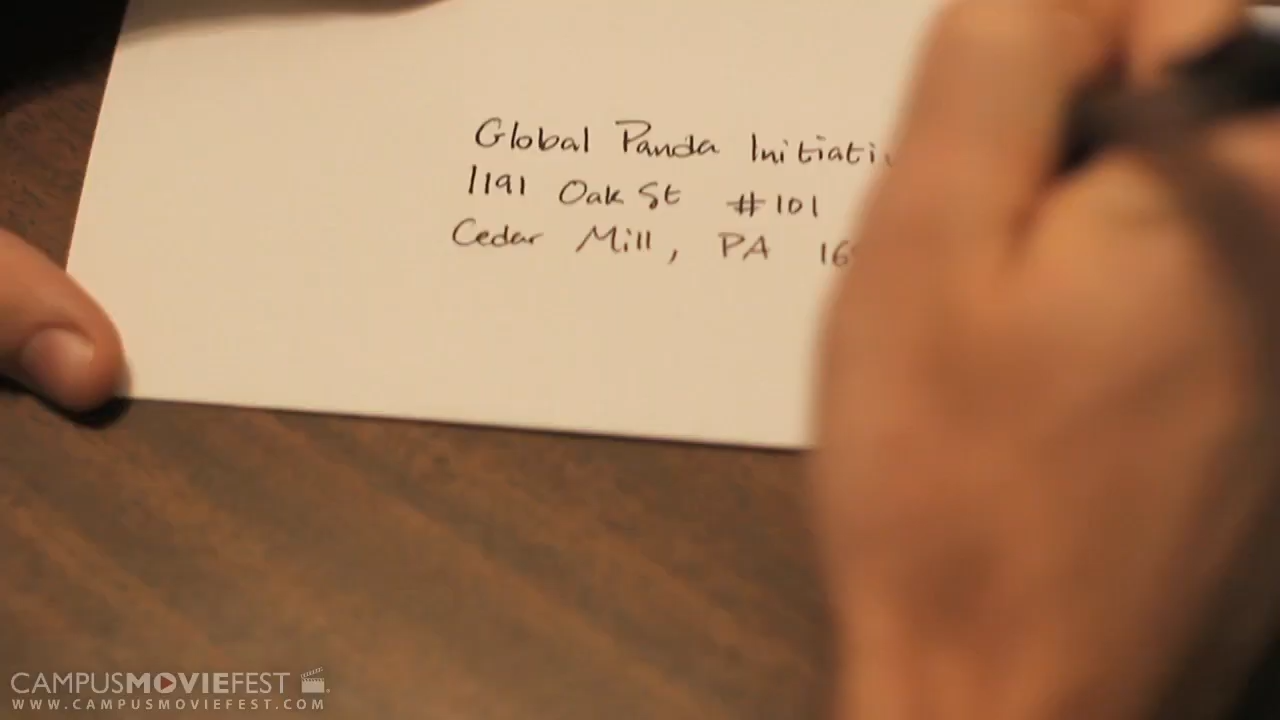 Global Panda Initiati
1191 Oak St #101
Cedar Mill, PA 16
CAMPUSMOVIEFEST
WWW.CAMPUSMOVIEFEST.COM